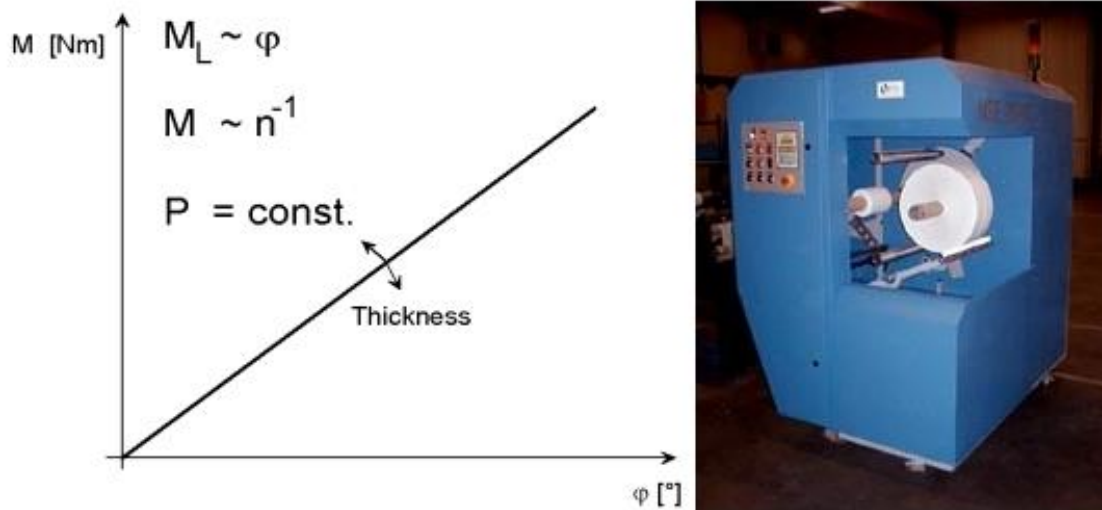 M [Nm]
M_L ~ φ
M ~ n⁻¹
P = const.
Thickness
φ [°]